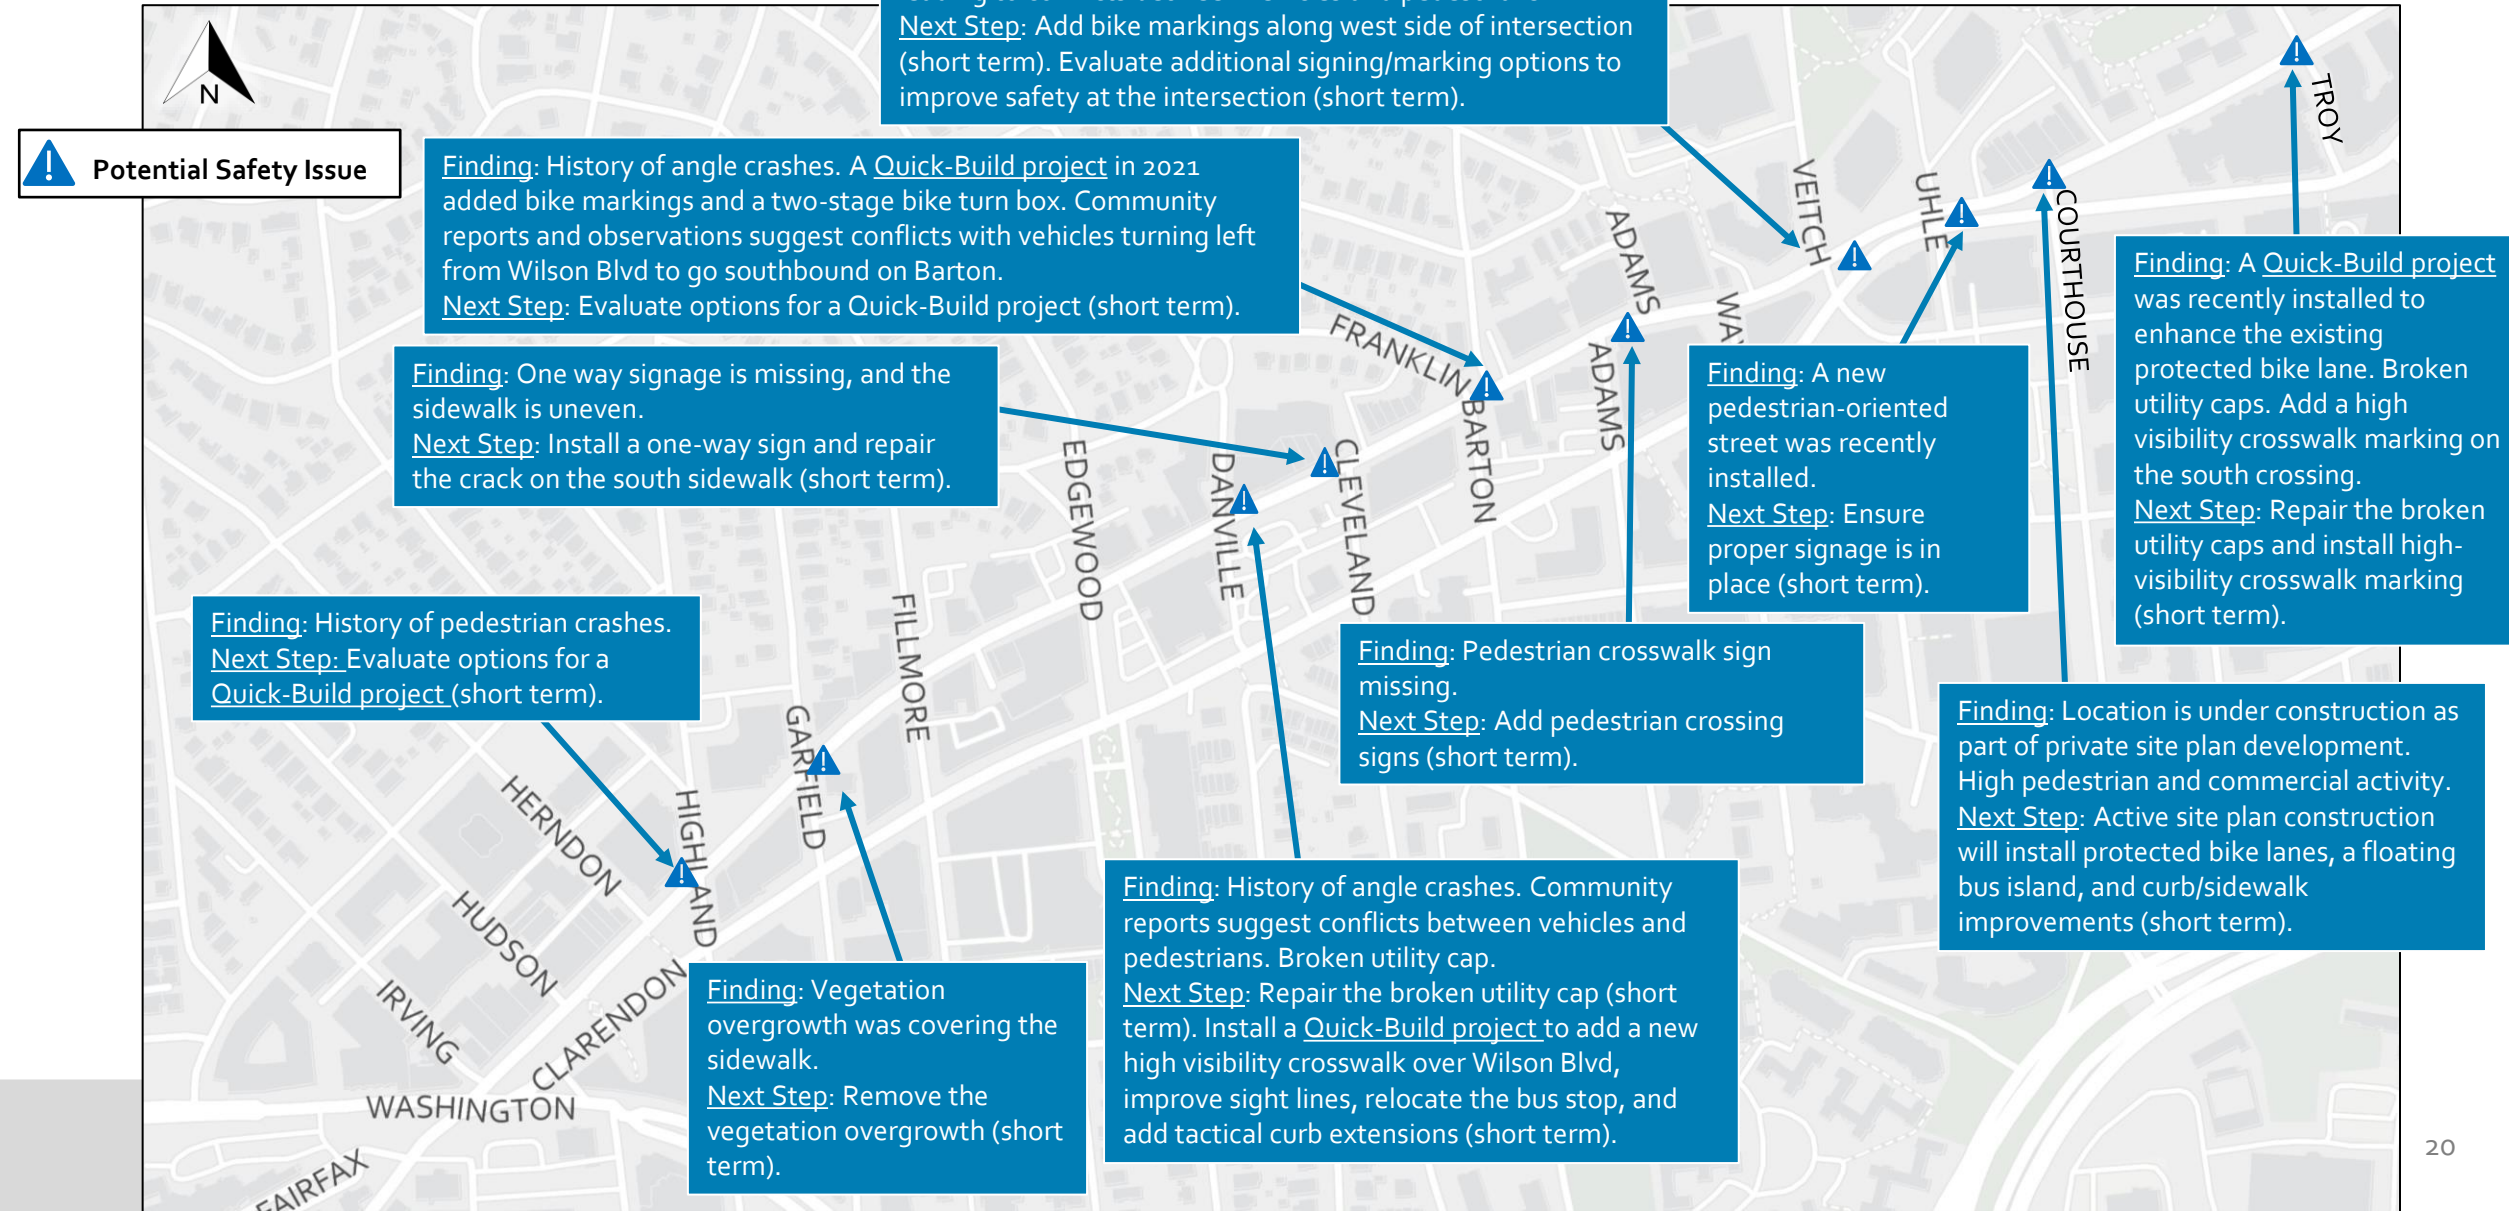 Next Step: Add bike markings along west side of intersection
(short term). Evaluate additional signing/marking options to
improve safety at the intersection (short term).
N
Potential Safety Issue
Finding: History of angle crashes. A Quick-Build project in 2021
added bike markings and a two-stage bike turn box. Community
reports and observations suggest conflicts with vehicles turning left
from Wilson Blvd to go southbound on Barton.
Next Step: Evaluate options for a Quick-Build project (short term).
Finding: One way signage is missing, and the
sidewalk is uneven.
Next Step: Install a one-way sign and repair
the crack on the south sidewalk (short term).
Finding: History of pedestrian crashes.
Next Step: Evaluate options for a
Quick-Build project (short term).
Finding: Vegetation
overgrowth was covering the
sidewalk.
Next Step: Remove the
vegetation overgrowth (short
term).
Finding: History of angle crashes. Community
reports suggest conflicts between vehicles and
pedestrians. Broken utility cap.
Next Step: Repair the broken utility cap (short
term). Install a Quick-Build project to add a new
high visibility crosswalk over Wilson Blvd,
improve sight lines, relocate the bus stop, and
add tactical curb extensions (short term).
Finding: Pedestrian crosswalk sign
missing.
Next Step: Add pedestrian crossing
signs (short term).
Finding: A new
pedestrian-oriented
street was recently
installed.
Next Step: Ensure
proper signage is in
place (short term).
Finding: A Quick-Build project
was recently installed to
enhance the existing
protected bike lane. Broken
utility caps. Add a high
visibility crosswalk marking on
the south crossing.
Next Step: Repair the broken
utility caps and install high-
visibility crosswalk marking
(short term).
Finding: Location is under construction as
part of private site plan development.
High pedestrian and commercial activity.
Next Step: Active site plan construction
will install protected bike lanes, a floating
bus island, and curb/sidewalk
improvements (short term).
TROY
COURTHOUSE
UHLE
VEITCH
ADAMS
ADAMS
FRANKLIN
BARTON
CLEVELAND
DANVILLE
EDGEWOOD
FILLMORE
GARFIELD
HIGHLAND
HERNDON
HUDSON
IRVING
CLARENDON
WASHINGTON
FAIRFAX
20